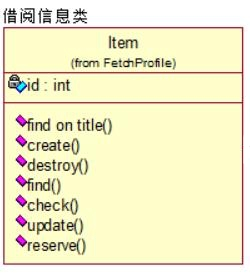 借阅信息类
Item
(from FetchProfile)
id : int
find on title()
create()
destroy()
find()
check()
update()
reserve()